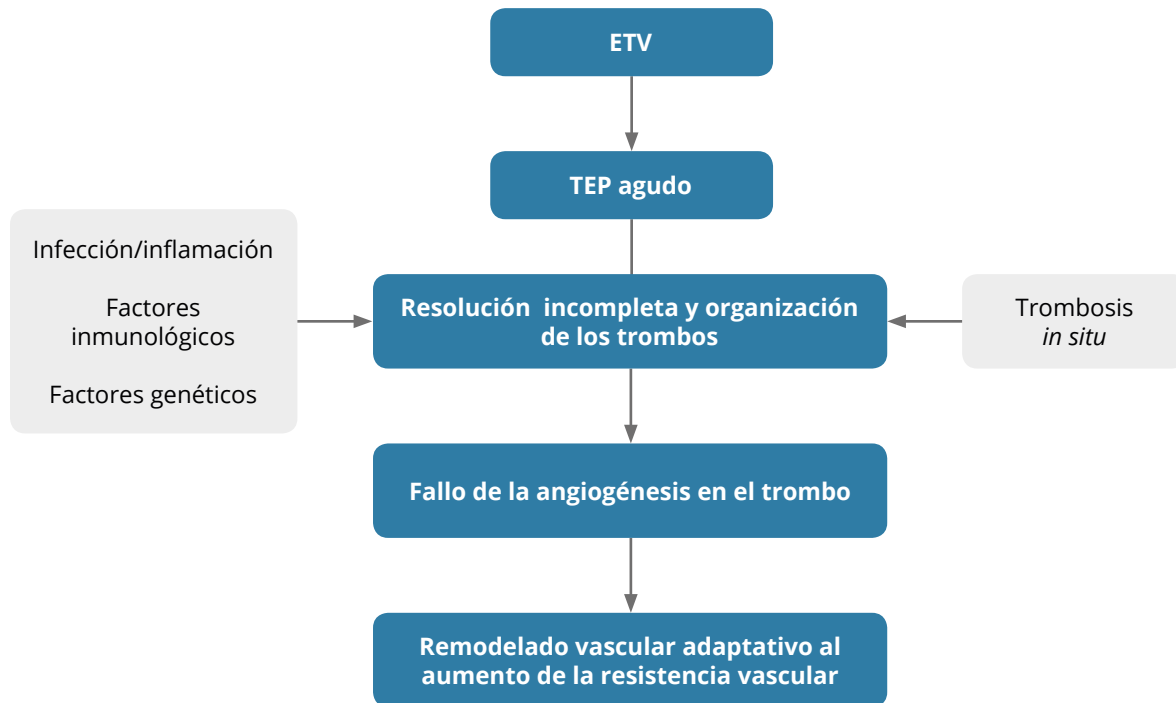 ETV
TEP agudo
Infección/inflamación
Factores
inmunológicos
Factores genéticos
Resolución incompleta y organización
de los trombos
Trombosis
in situ
Fallo de la angiogénesis en el trombo
Remodelado vascular adaptativo al
aumento de la resistencia vascular